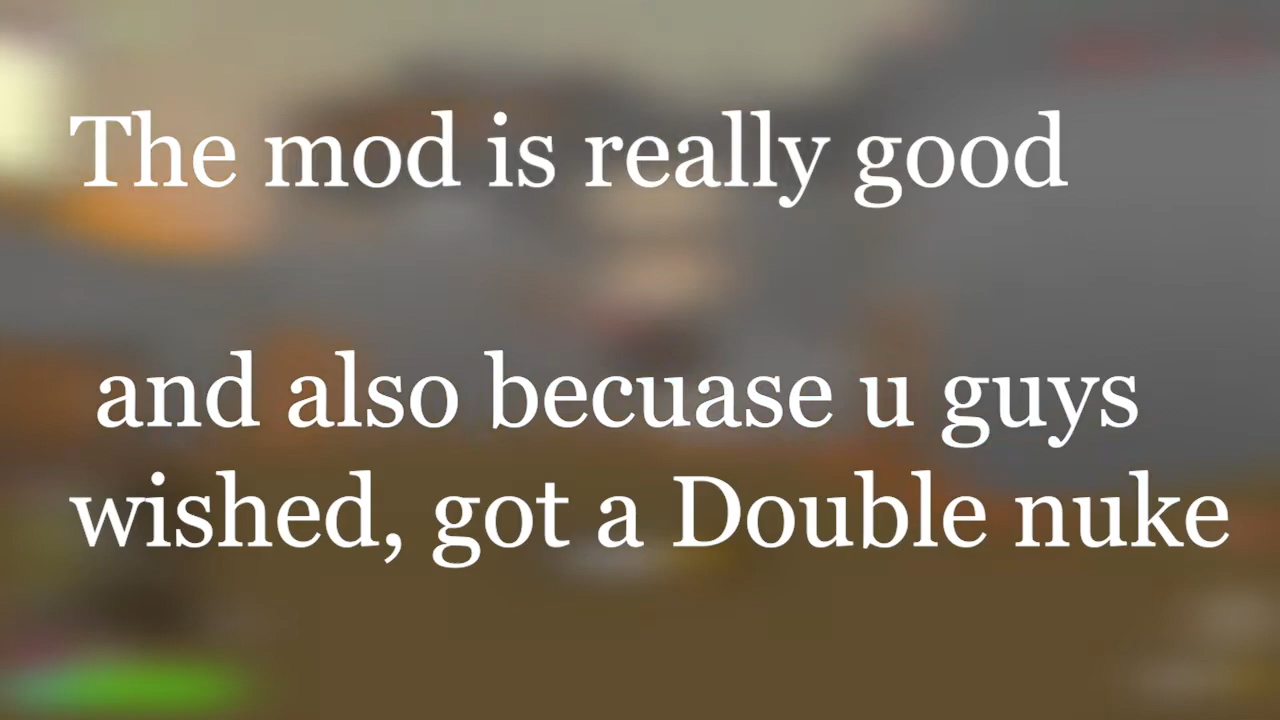 The mod is really good
and also becuase u guys
wished, got a Double nuke